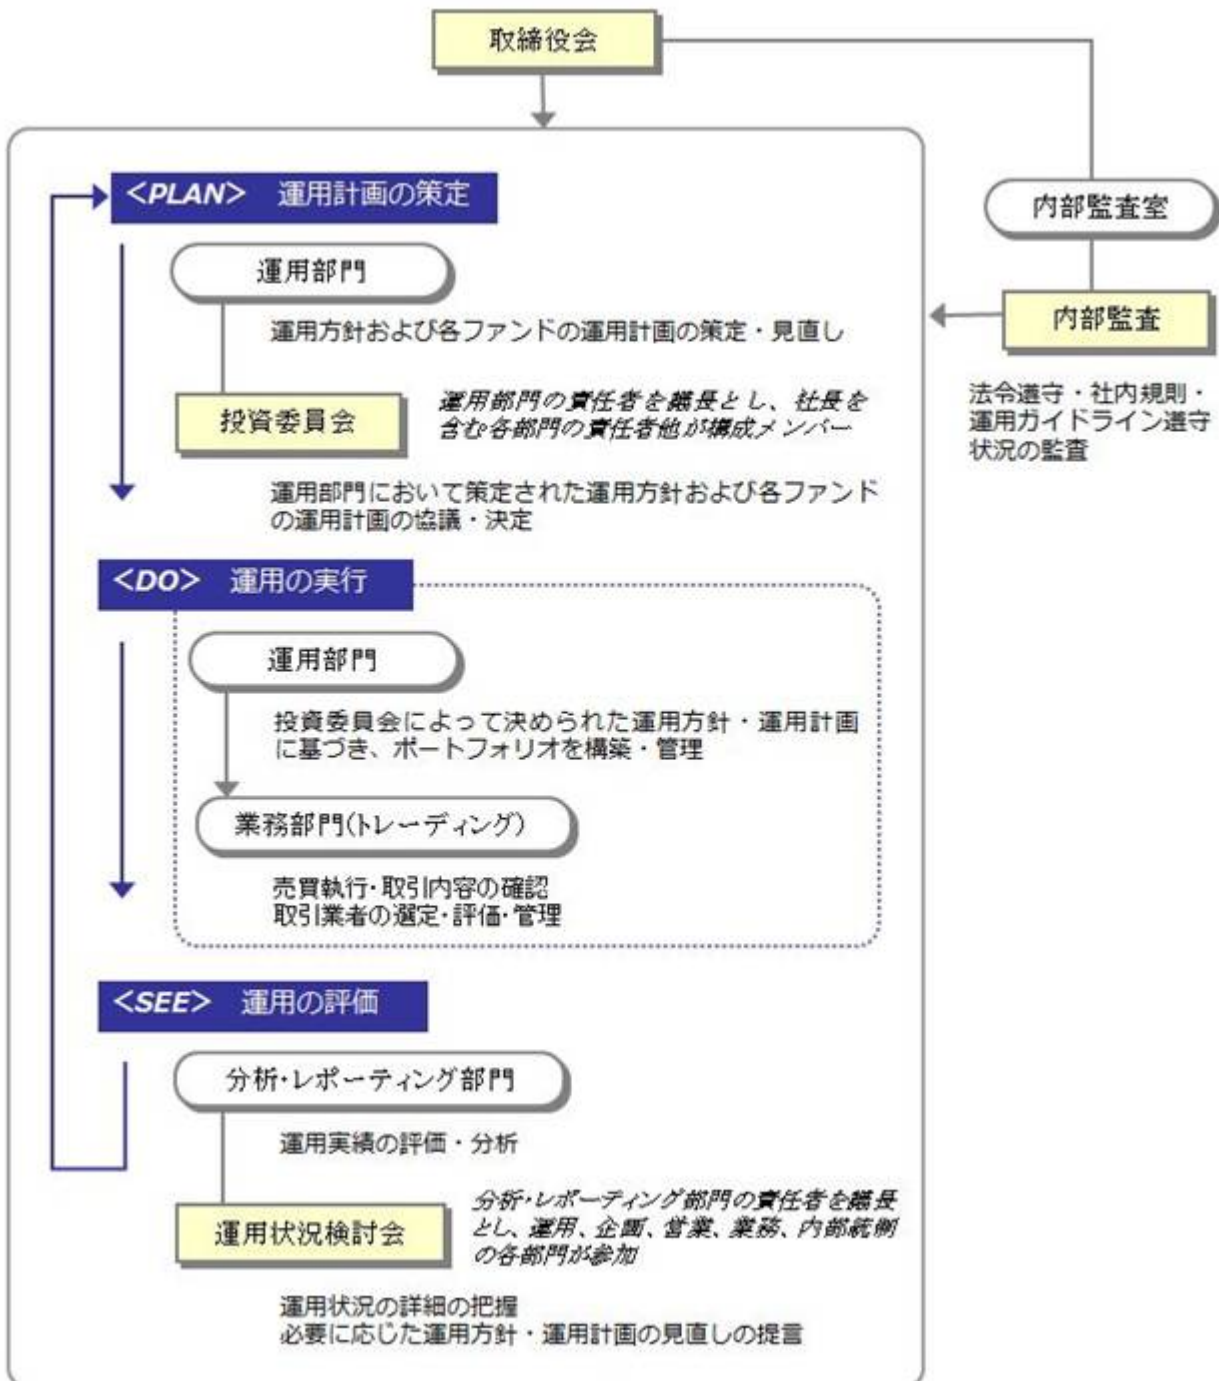 取締役会
<PLAN> 運用計画の策定
運用部門
運用方針および各ファンドの運用計画の策定・見直し
投資委員会
運用部門の責任者を議長とし、社長を
含む各部門の責任者他が構成メンバー
運用部門において策定された運用方針および各ファンド
の運用計画の協議・決定
内部監査室
内部監査
法令遵守・社内規則・
運用ガイドライン遵守
状況の監査
<DO> 運用の実行
運用部門
投資委員会によって決められた運用方針・運用計画
に基づき、ポートフォリオを構築・管理
業務部門(トレーディング)
売買執行・取引内容の確認
取引業者の選定・評価・管理
<SEE> 運用の評価
分析・レポーティング部門
運用実績の評価・分析
運用状況検討会
分析・レポーティング部門の責任者を議長
とし、運用、企画、営業、業務、内部統制
の各部門が参加
運用状況の詳細の把握
必要に応じた運用方針・運用計画の見直しの提言